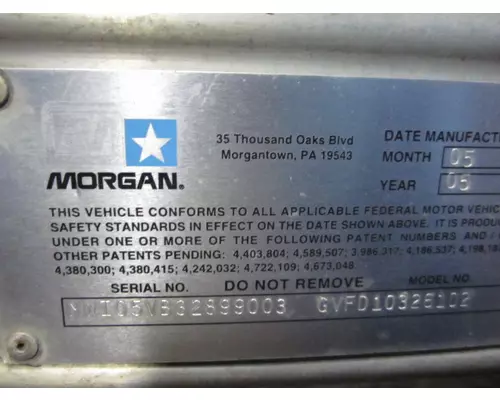 35 Thousand Oaks Blvd
Morgantown, PA 19543
MORGAN.
DATE MANUFACT
MONTH 05
YEAR 05
THIS VEHICLE CONFORMS TO ALL APPLICABLE FEDERAL MOTOR VEHIC
SAFETY STANDARDS IN EFFECT ON THE DATE SHOWN ABOVE. IT IS PRODUC
UNDER ONE OR MORE OF THE FOLLOWING PATENT NUMBERS AND
OTHER PATENTS PENDING: 4,403,804; 4,589,507; 3,986,317; 4,186,537; 4,198,18
4,380,300; 4,380,415; 4,242,032; 4,722,109; 4,673,048
SERIAL NO. DO NOT REMOVE MODEL NO
GVFD10326102